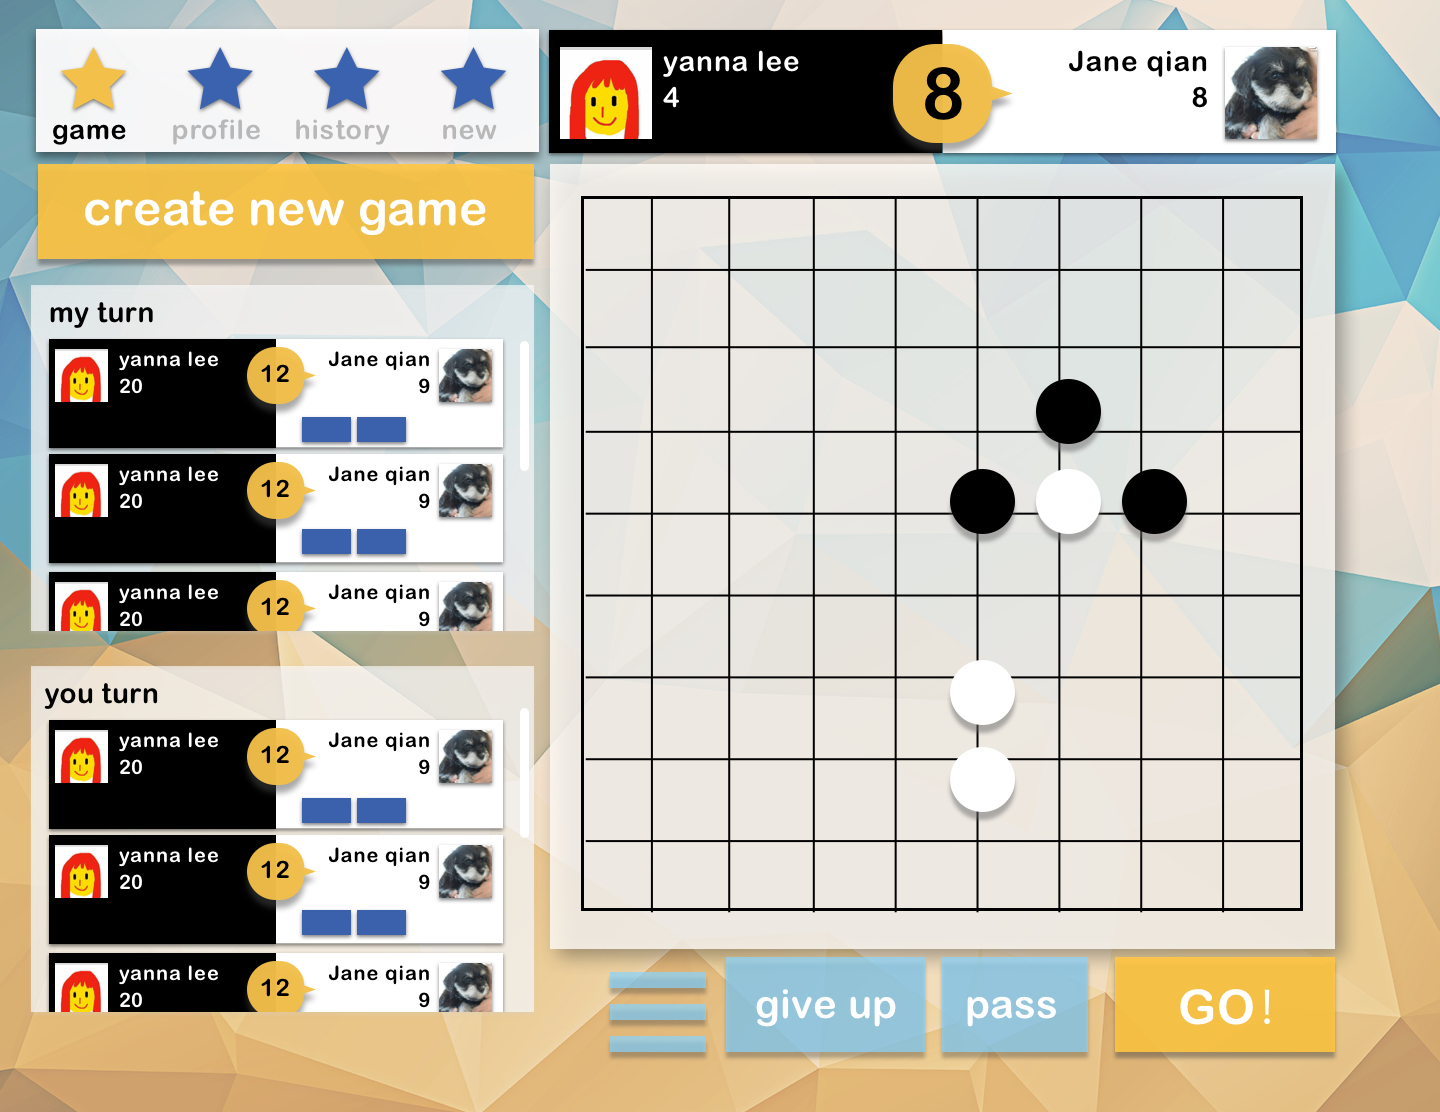 game profile history new
yanna lee
4
8
Jane qian
8
create new game
my turn
yanna lee
20
12
Jane qian
9
yanna lee
20
12
Jane qian
9
yanna lee
20
12
Jane qian
9
you turn
yanna lee
20
12
Jane qian
9
yanna lee
20
12
Jane qian
9
yanna lee
20
12
Jane qian
9
give up
pass
GO!